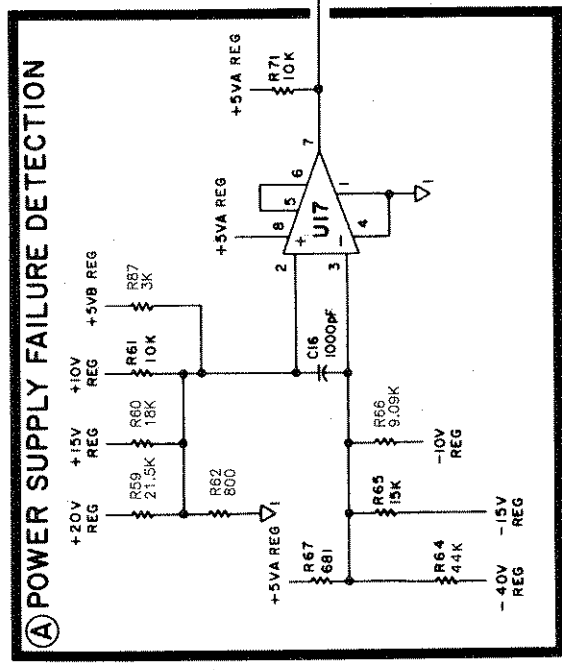 Ⓐ POWER SUPPLY FAILURE DETECTION
+20V REG
R59
21.5K
+15V REG
R60
18K
+10V REG
R61
10K
+5VB REG
R87
3K
R62
800
1
+5VA REG
R67
681
R64
44K
-40V REG
R65
15K
-15V REG
R66
9.09K
-10V REG
C16
1000pF
+5VA REG
2
3
8
5
6
+
-
U17
4
1
7
1
+5VA REG
R71
10K